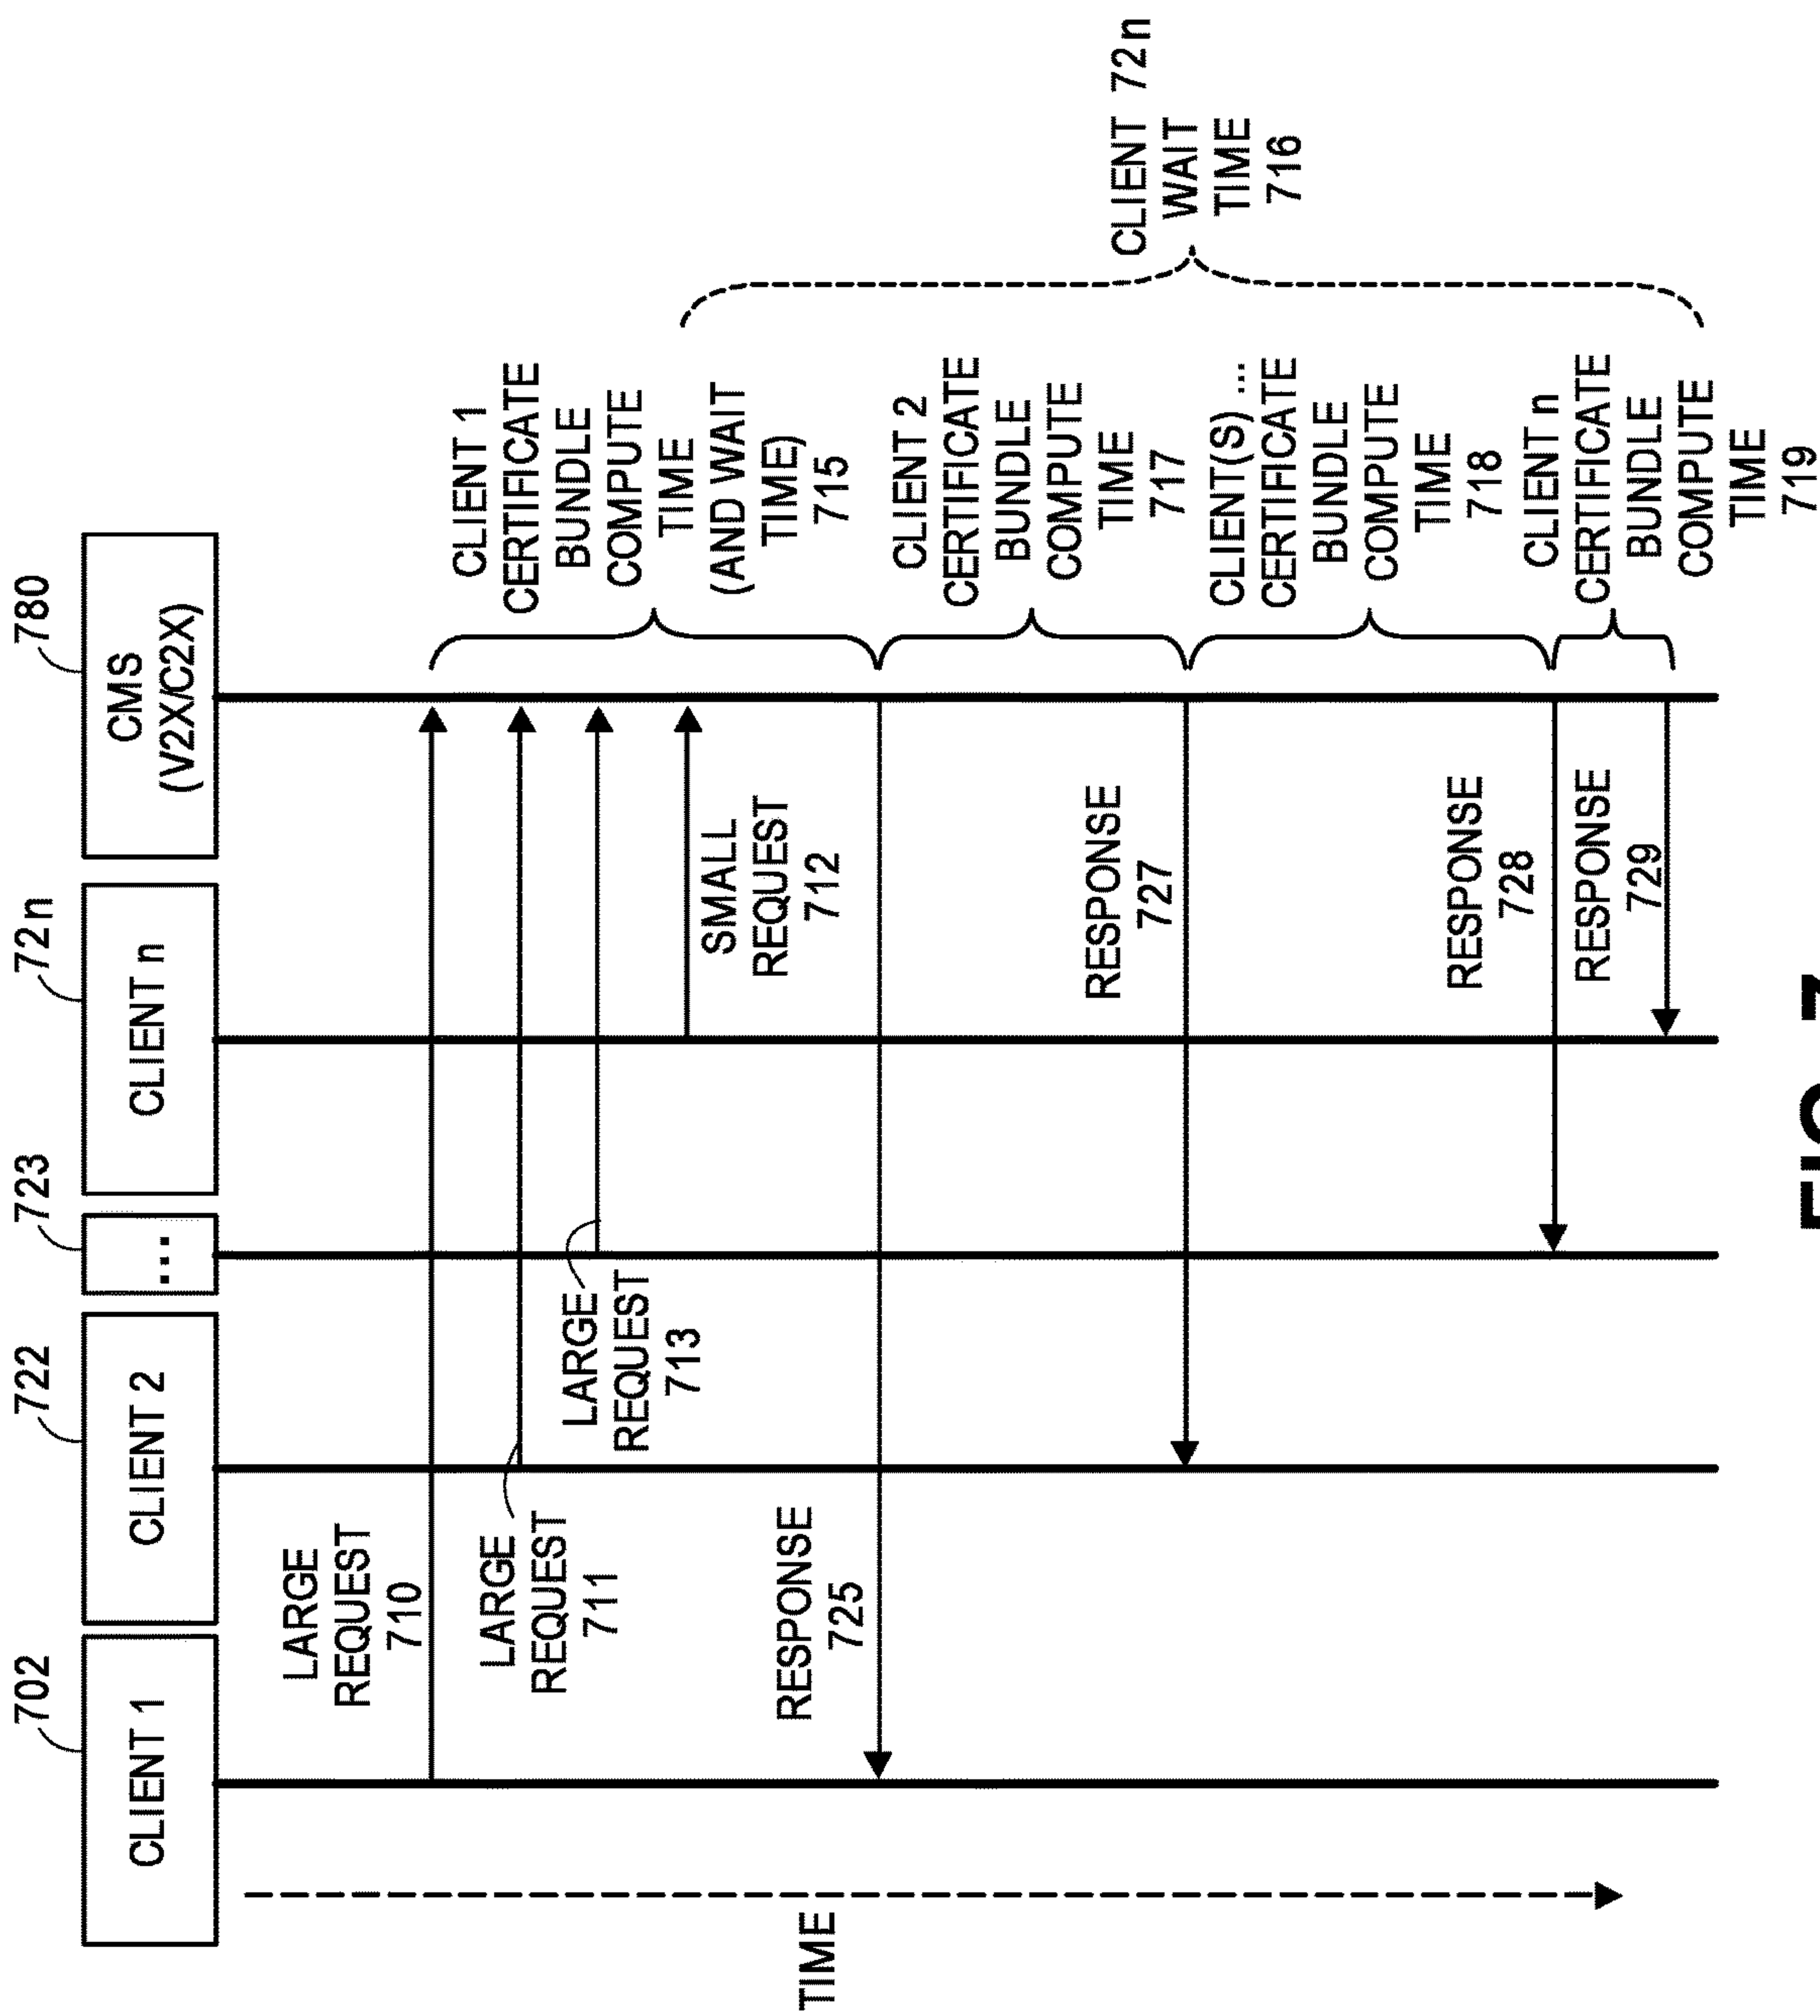 702
CLIENT 1
722
CLIENT 2
723
...
72n
CLIENT n
780
CMS
(V2X/C2X)
TIME
LARGE
REQUEST
710
LARGE
REQUEST
711
LARGE
REQUEST
713
SMALL
REQUEST
712
RESPONSE
725
RESPONSE
727
RESPONSE
728
RESPONSE
729
CLIENT 1
CERTIFICATE
BUNDLE
COMPUTE
TIME
(AND WAIT
TIME)
715
CLIENT 2
CERTIFICATE
BUNDLE
COMPUTE
TIME
717
CLIENT(S) ...
CERTIFICATE
BUNDLE
COMPUTE
TIME
718
CLIENT n
CERTIFICATE
BUNDLE
COMPUTE
TIME
719
CLIENT 72n
WAIT
TIME
716